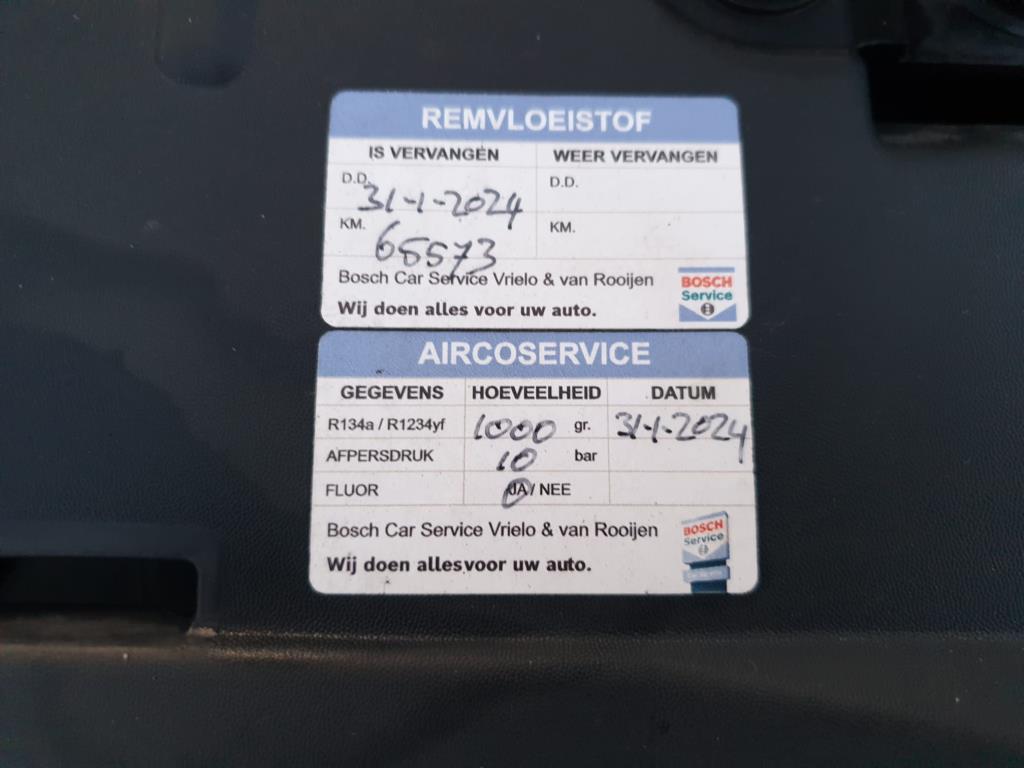 REMVLOEISTOF
IS VERVANGEN WEER VERVANGEN
D.D. 31-1-2024 D.D.
KM. 65573 KM.
Bosch Car Service Vrielo & van Rooijen
Wij doen alles voor uw auto.
BOSCH
Service
AIRCOSERVICE
GEGEVENS HOEVEELHEID DATUM
R134a / R1234yf 1000 gr. 31-1-2024
AFPERSDRUK 10 bar
FLUOR JA / NEE
Bosch Car Service Vrielo & van Rooijen
Wij doen allesvoor uw auto.
BOSCH
Service